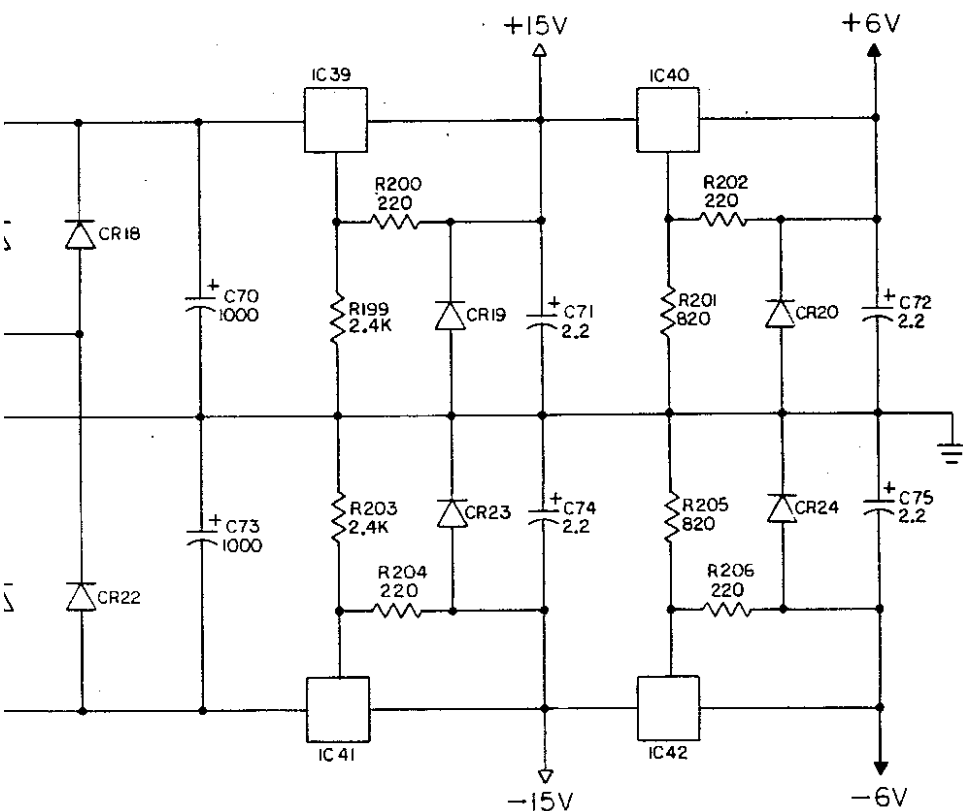 +15V
+6V
IC39
IC40
R200
220
R202
220
CR18
+
C70
1000
R199
2.4K
CR19
+
C71
2.2
R201
820
CR20
+
C72
2.2
+
C73
1000
R203
2.4K
CR23
+
C74
2.2
R205
820
CR24
+
C75
2.2
R204
220
R206
220
CR22
IC41
IC42
-15V
-6V